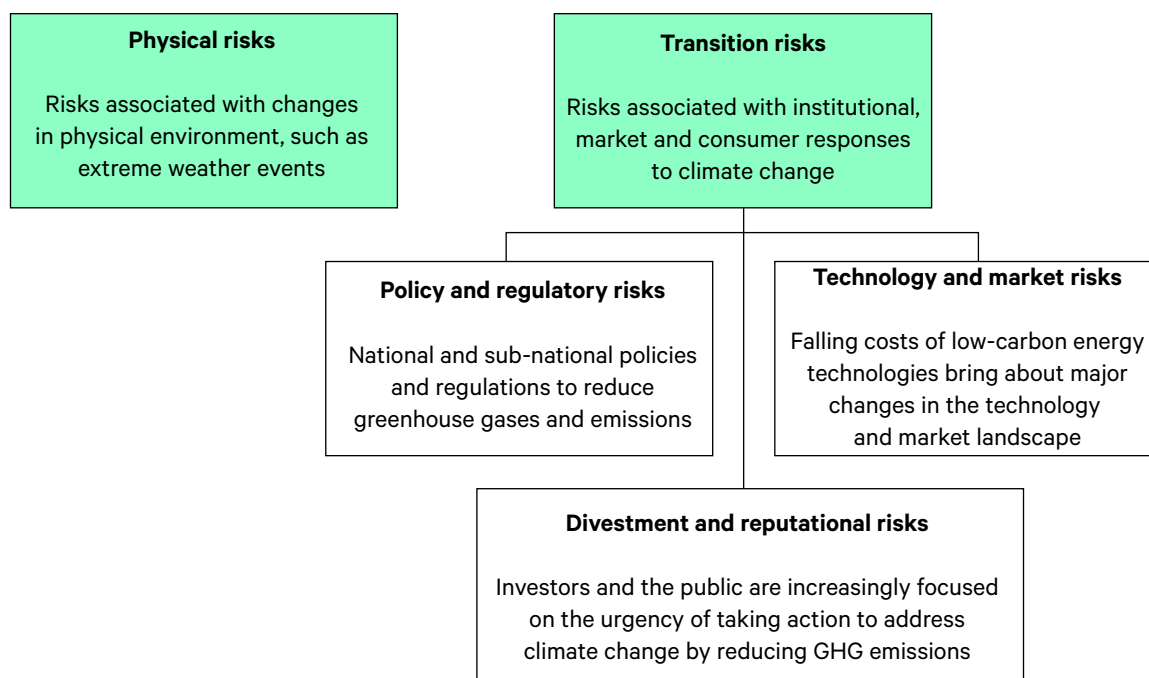 Physical risks
Risks associated with changes
in physical environment, such as
extreme weather events
Transition risks
Risks associated with institutional,
market and consumer responses
to climate change
Policy and regulatory risks
National and sub-national policies
and regulations to reduce
greenhouse gases and emissions
Technology and market risks
Falling costs of low-carbon energy
technologies bring about major
changes in the technology
and market landscape
Divestment and reputational risks
Investors and the public are increasingly focused
on the urgency of taking action to address
climate change by reducing GHG emissions